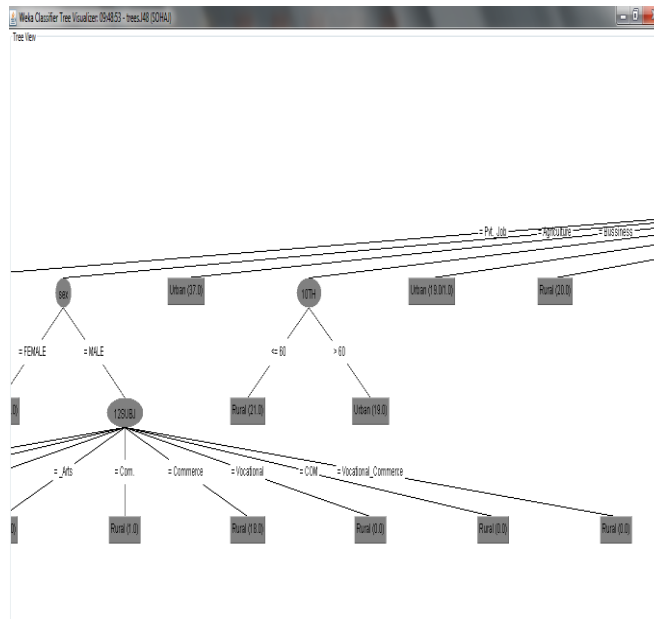 Weka Classifier Tree Visualizer: 09:48:53 - trees.J48 (SOHAJ)
Tree View
= Pvt_Job = Agriculture = Bussiness
sex Urban (37.0) 10TH Urban (19.0/1.0) Rural (20.0)
= FEMALE = MALE <= 60 > 60
.0) 12SUBJ Rural (21.0) Urban (19.0)
= _Arts = Com. = Commerce = Vocational = COM. = Vocational_Commerce
0) Rural (1.0) Rural (18.0) Rural (0.0) Rural (0.0) Rural (0.0)